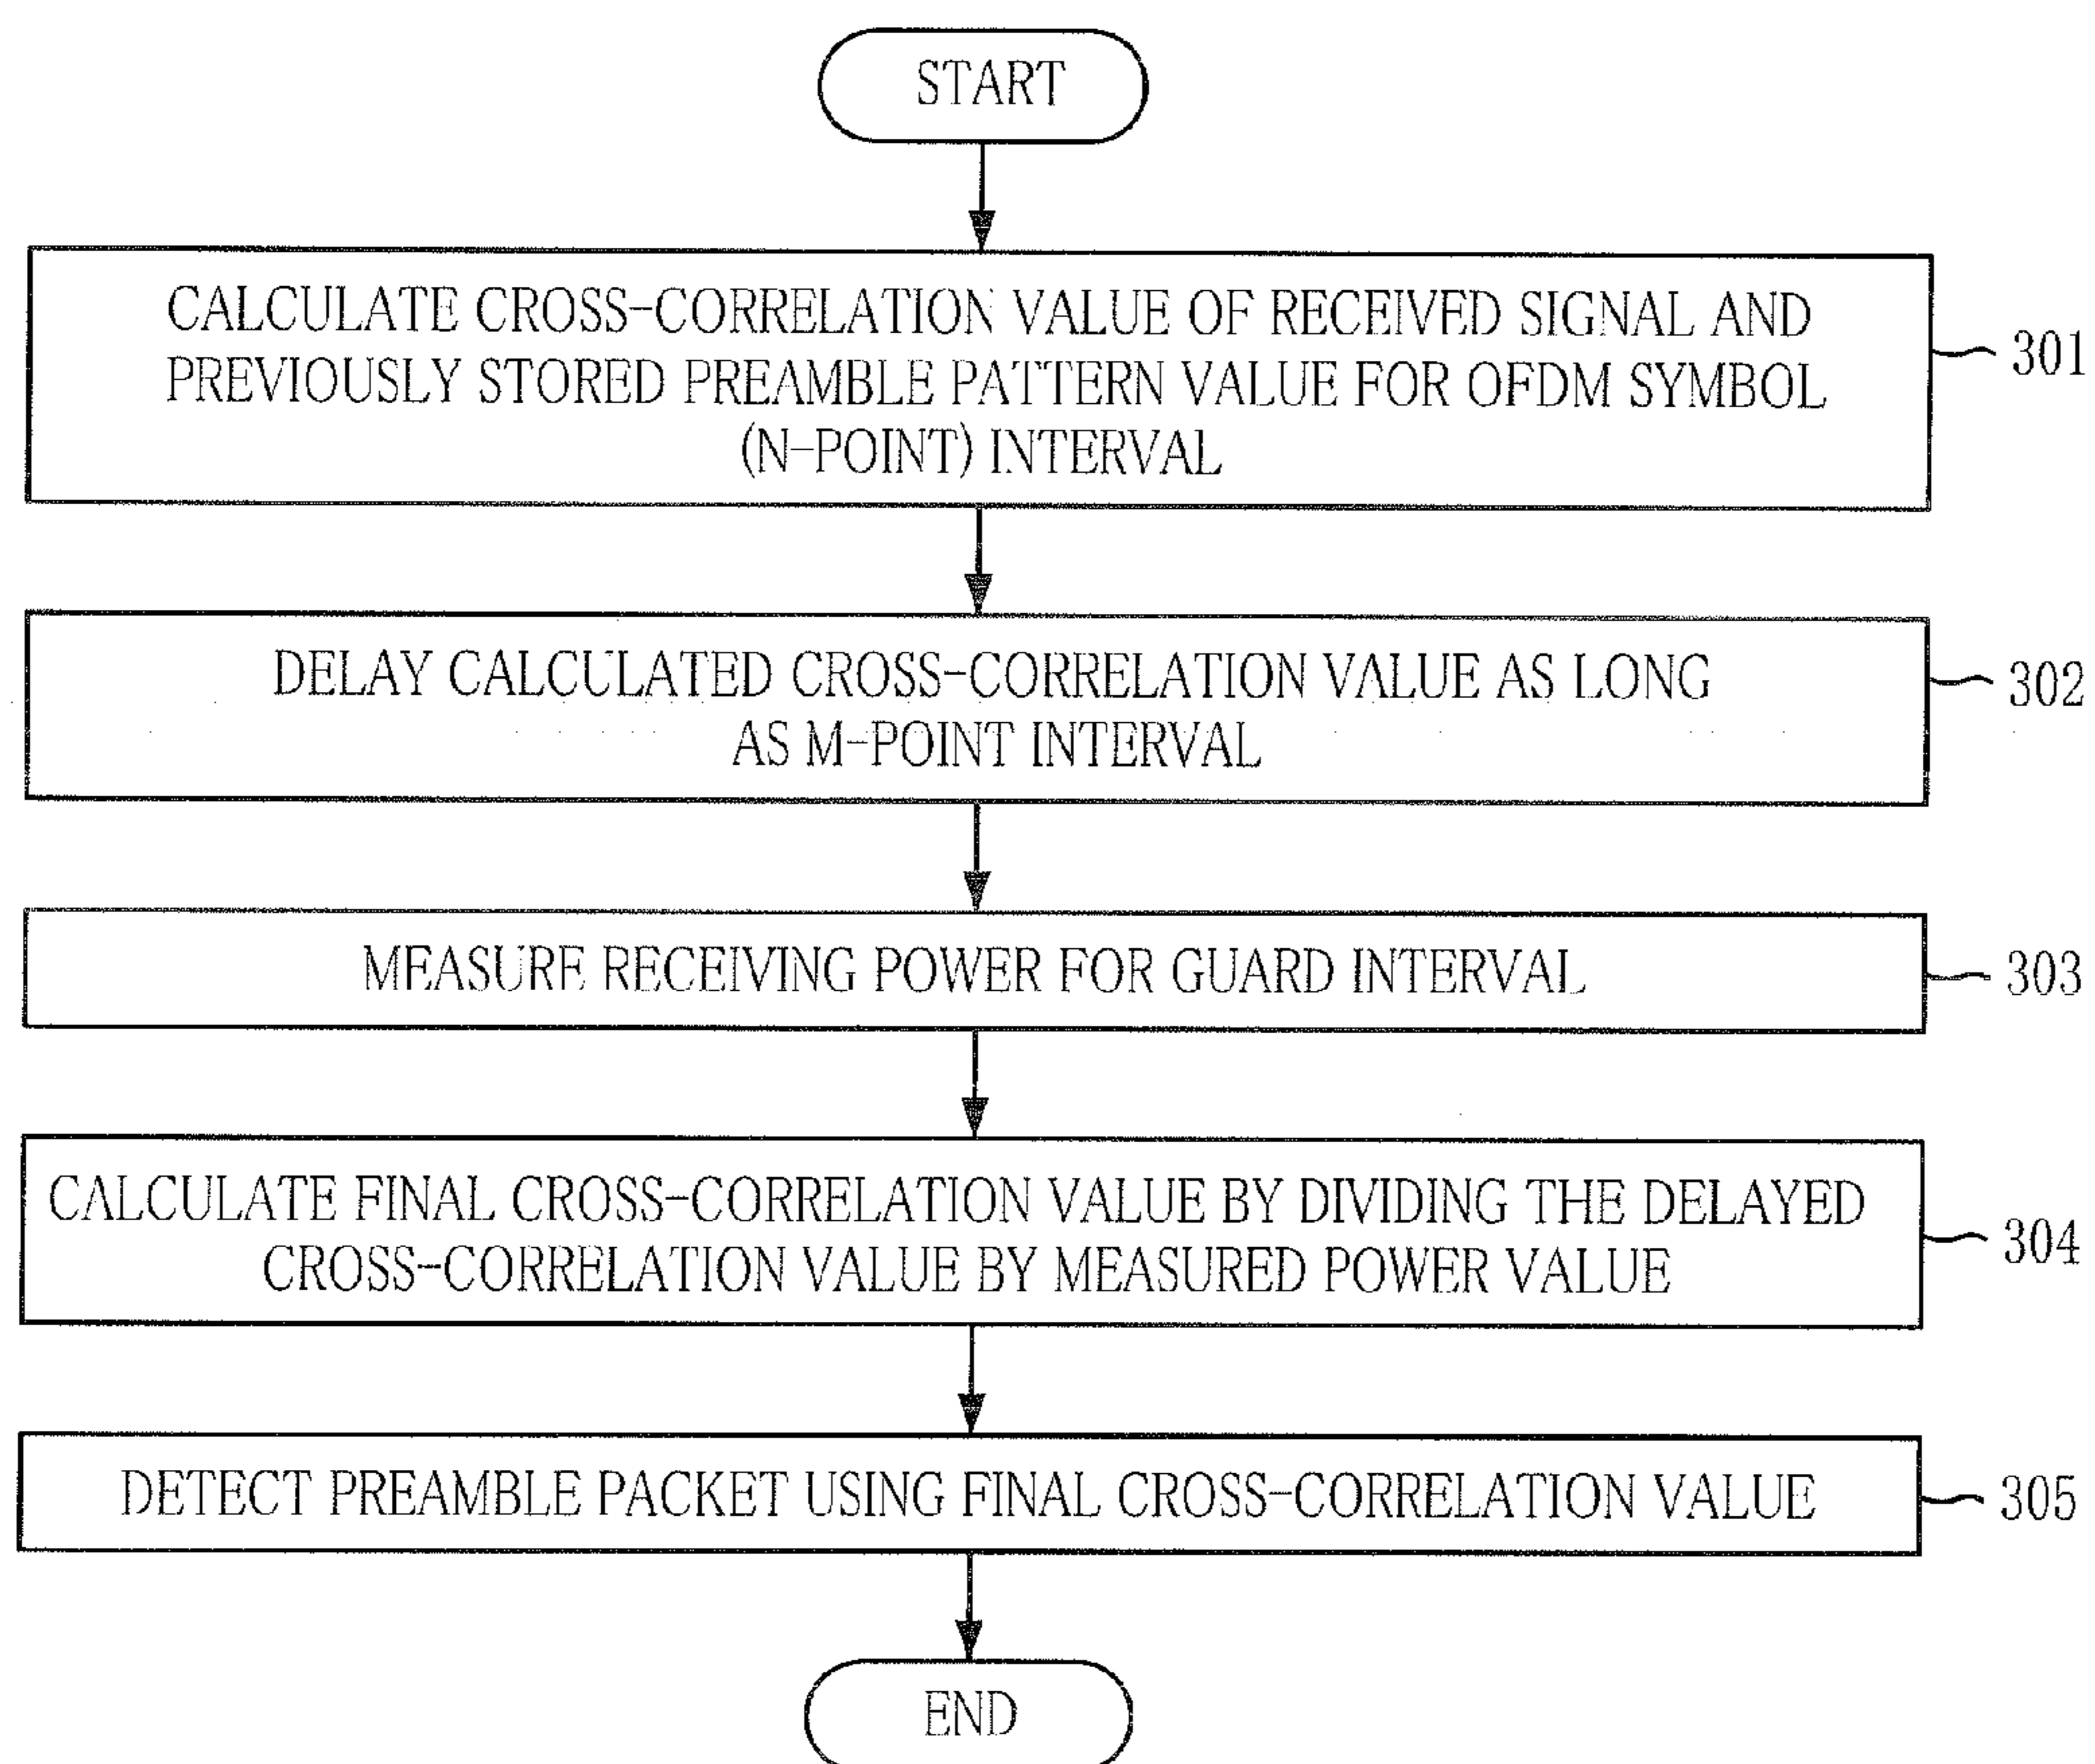 START
CALCULATE CROSS-CORRELATION VALUE OF RECEIVED SIGNAL AND
PREVIOUSLY STORED PREAMBLE PATTERN VALUE FOR OFDM SYMBOL
(N-POINT) INTERVAL
301
DELAY CALCULATED CROSS-CORRELATION VALUE AS LONG
AS M-POINT INTERVAL
302
MEASURE RECEIVING POWER FOR GUARD INTERVAL
303
CALCULATE FINAL CROSS-CORRELATION VALUE BY DIVIDING THE DELAYED
CROSS-CORRELATION VALUE BY MEASURED POWER VALUE
304
DETECT PREAMBLE PACKET USING FINAL CROSS-CORRELATION VALUE
305
END